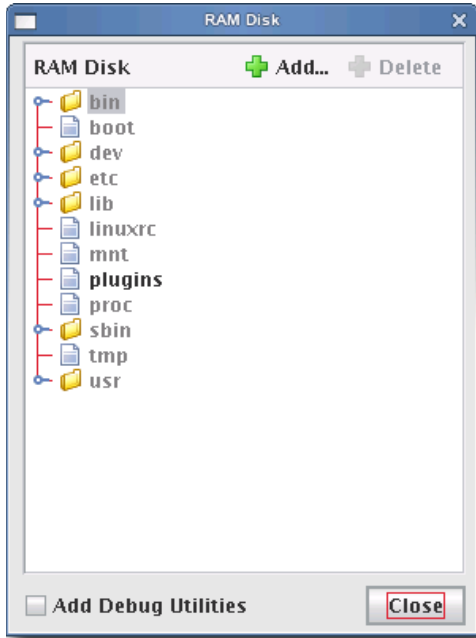 RAM Disk
RAM Disk Add... Delete
bin
boot
dev
etc
lib
linuxrc
mnt
plugins
proc
sbin
tmp
usr
Add Debug Utilities Close